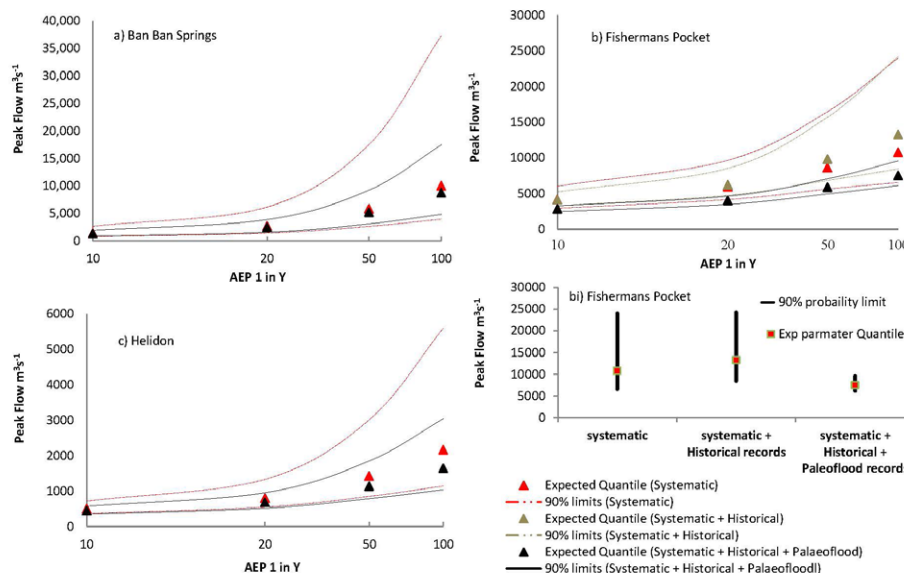 a) Ban Ban Springs
Peak Flow m³s⁻¹
40,000
35,000
30,000
25,000
20,000
15,000
10,000
5,000
0
10
20
50
100
AEP 1 in Y
b) Fishermans Pocket
Peak Flow m³s⁻¹
30000
25000
20000
15000
10000
5000
0
10
20
50
100
AEP 1 in Y
c) Helidon
Peak Flow m³s⁻¹
6000
5000
4000
3000
2000
1000
0
10
20
50
100
AEP 1 in Y
bi) Fishermans Pocket
Peak Flow m³s⁻¹
30000
25000
20000
15000
10000
5000
0
90% probaility limit
Exp parmater Quantile
systematic
systematic +
Historical records
systematic +
Historical +
Paleoflood records
Expected Quantile (Systematic)
90% limits (Systematic)
Expected Quantile (Systematic + Historical)
90% limits (Systematic + Historical)
Expected Quantile (Systematic + Historical + Palaeoflood)
90% limits (Systematic + Historical + Palaeoflood)